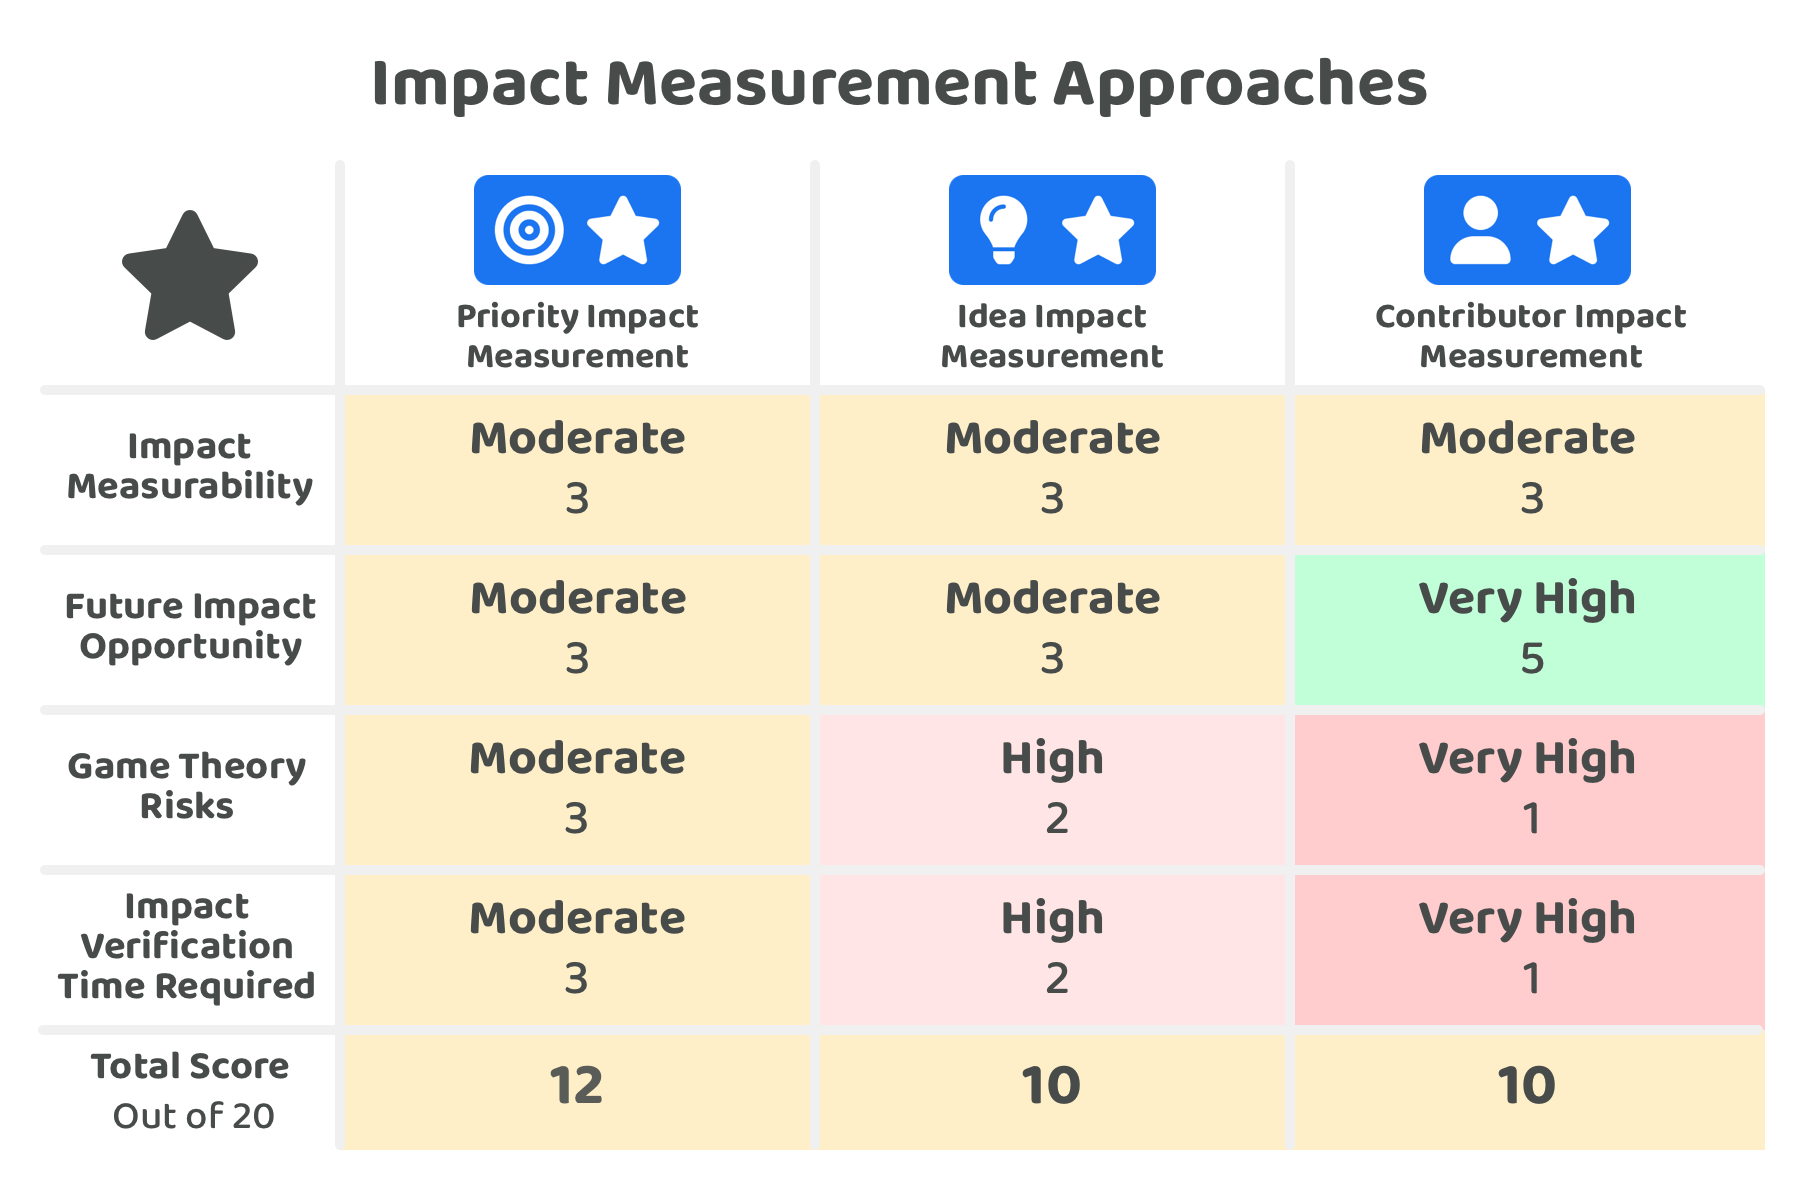 Impact Measurement Approaches
Priority Impact
Measurement
Idea Impact
Measurement
Contributor Impact
Measurement
Impact
Measurability
Moderate
3
Moderate
3
Moderate
3
Future Impact
Opportunity
Moderate
3
Moderate
3
Very High
5
Game Theory
Risks
Moderate
3
High
2
Very High
1
Impact
Verification
Time Required
Moderate
3
High
2
Very High
1
Total Score
Out of 20
12
10
10